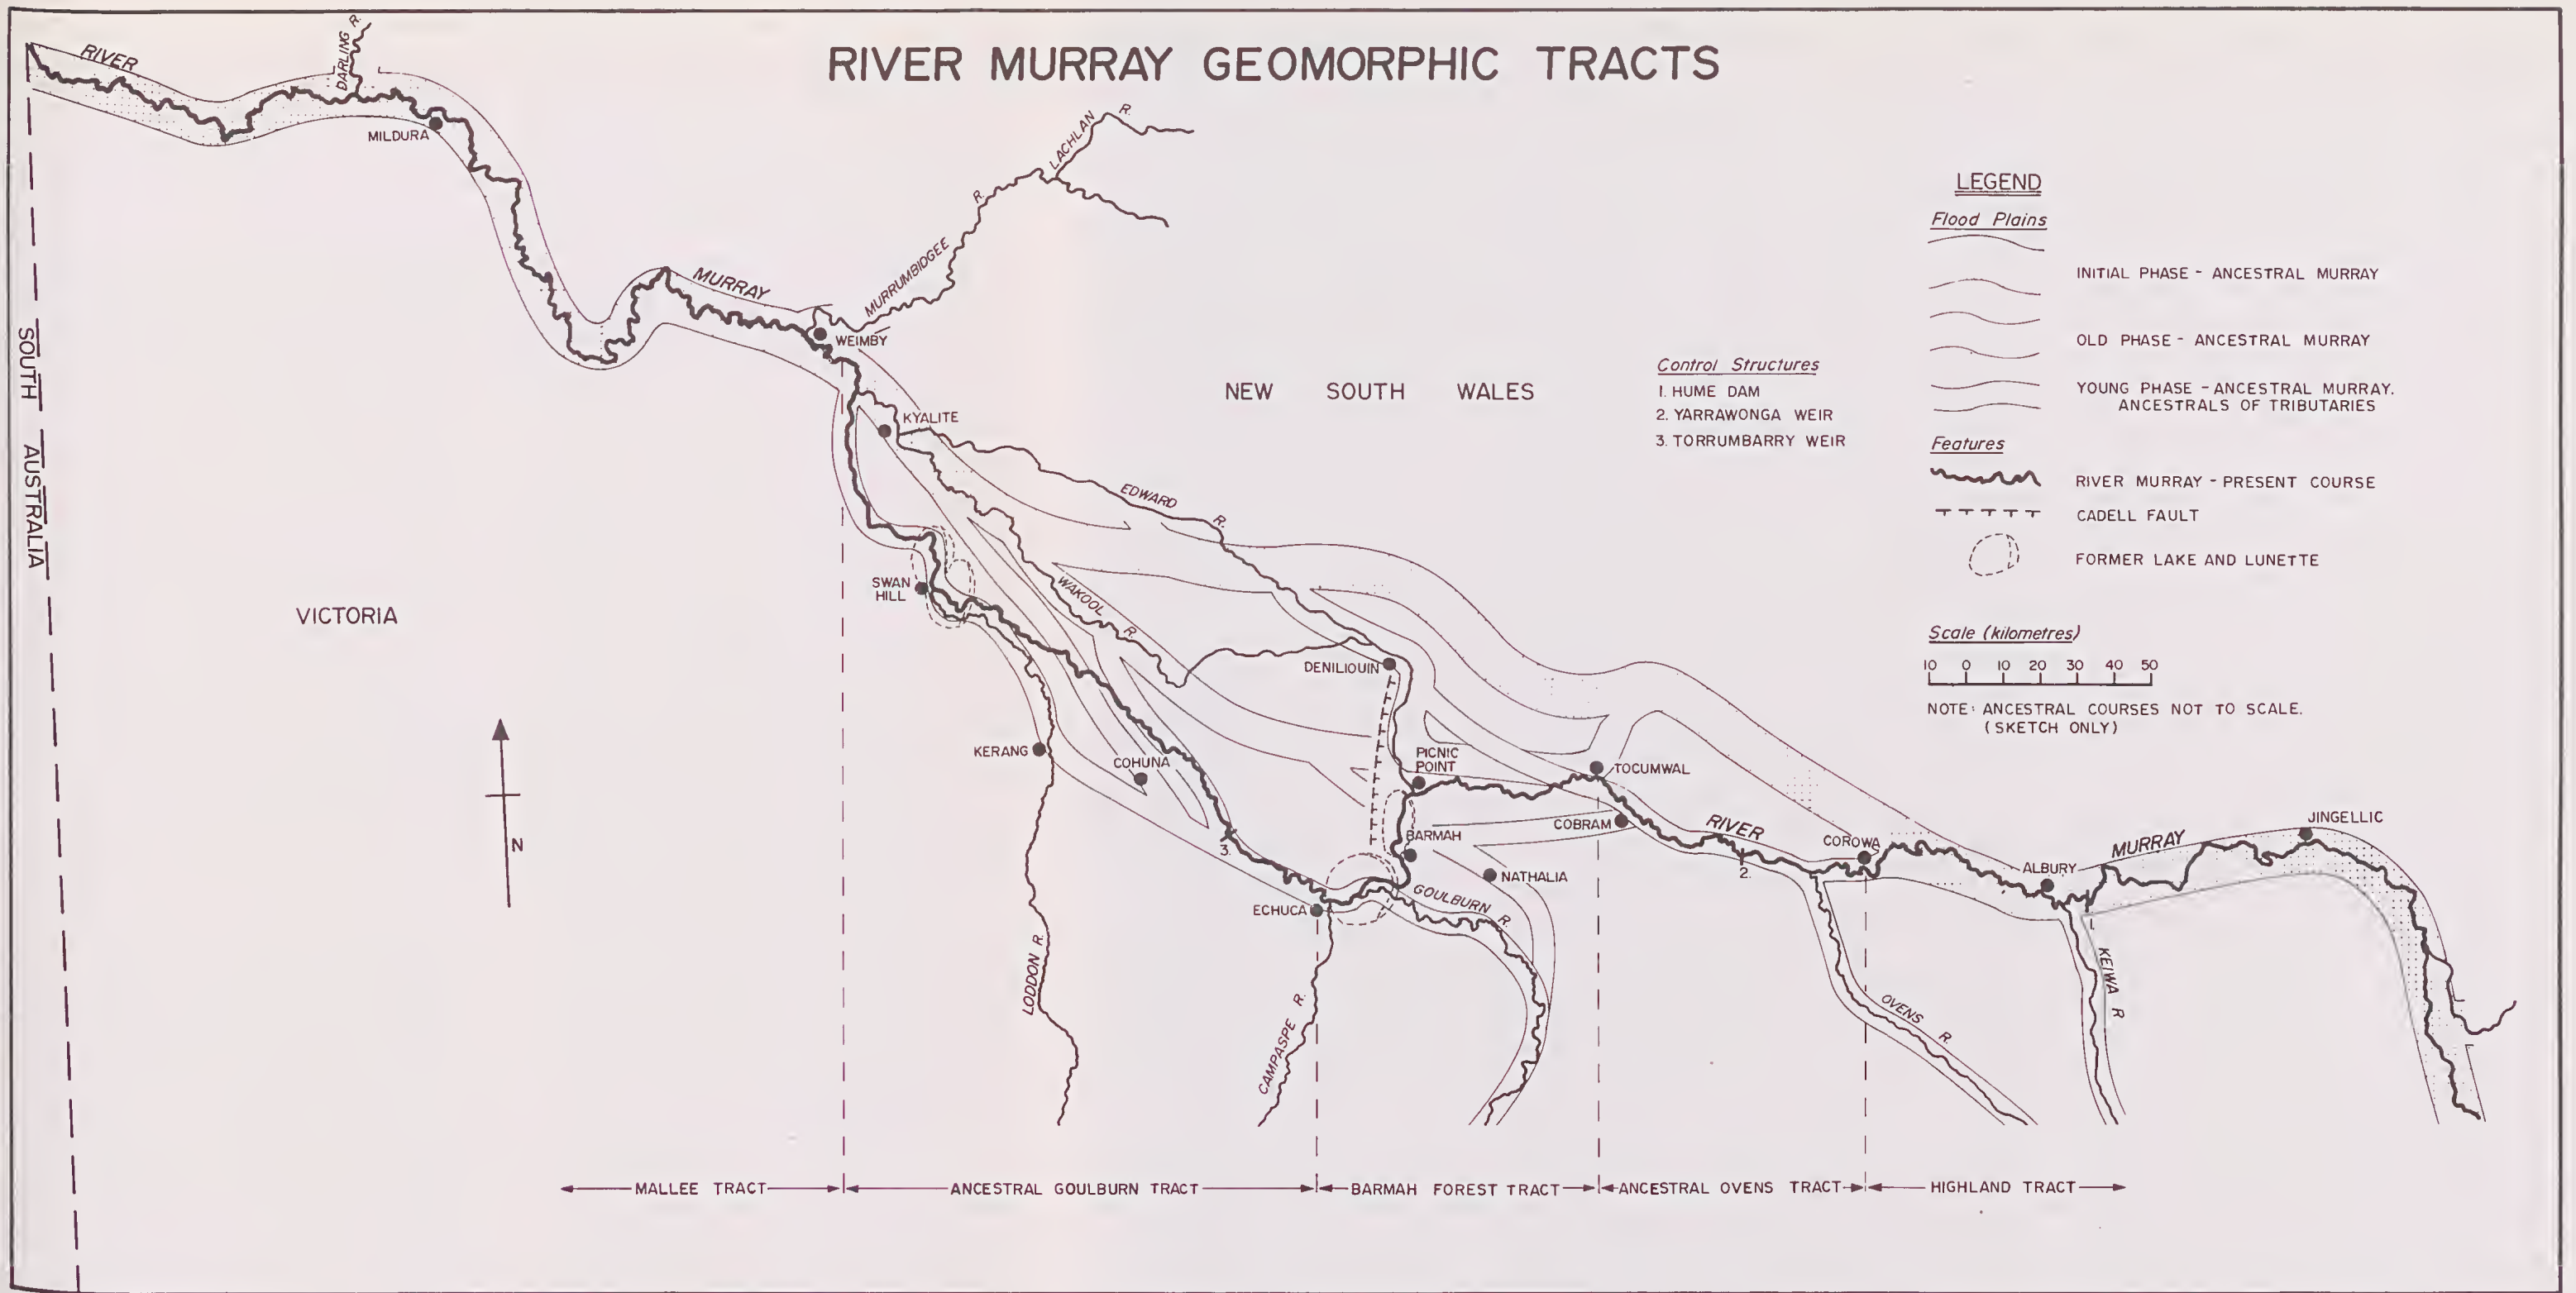 RIVER MURRAY GEOMORPHIC TRACTS
RIVER
DARLING R.
MILDURA
LACHLAN R.
MURRUMBIDGEE R.
MURRAY
WEIMBY
KYALITE
EDWARD R.
WAKOOL R.
SWAN
HILL
KERANG
COHUNA
DENILIOUIN
PICNIC
POINT
TOCUMWAL
COBRAM
BARMAH
NATHALIA
GOULBURN R.
ECHUCA
3.
LODDON R.
CAMPASPE R.
RIVER
2.
COROWA
OVENS R.
ALBURY
MURRAY
JINGELLIC
1.
KEIWA R
SOUTH AUSTRALIA
VICTORIA
NEW SOUTH WALES
N
Control Structures
1. HUME DAM
2. YARRAWONGA WEIR
3. TORRUMBARRY WEIR
LEGEND
Flood Plains
INITIAL PHASE - ANCESTRAL MURRAY
OLD PHASE - ANCESTRAL MURRAY
YOUNG PHASE - ANCESTRAL MURRAY.
ANCESTRALS OF TRIBUTARIES
Features
RIVER MURRAY - PRESENT COURSE
CADELL FAULT
FORMER LAKE AND LUNETTE
Scale (kilometres)
10 0 10 20 30 40 50
NOTE: ANCESTRAL COURSES NOT TO SCALE.
(SKETCH ONLY)
MALLEE TRACT
ANCESTRAL GOULBURN TRACT
BARMAH FOREST TRACT
ANCESTRAL OVENS TRACT
HIGHLAND TRACT